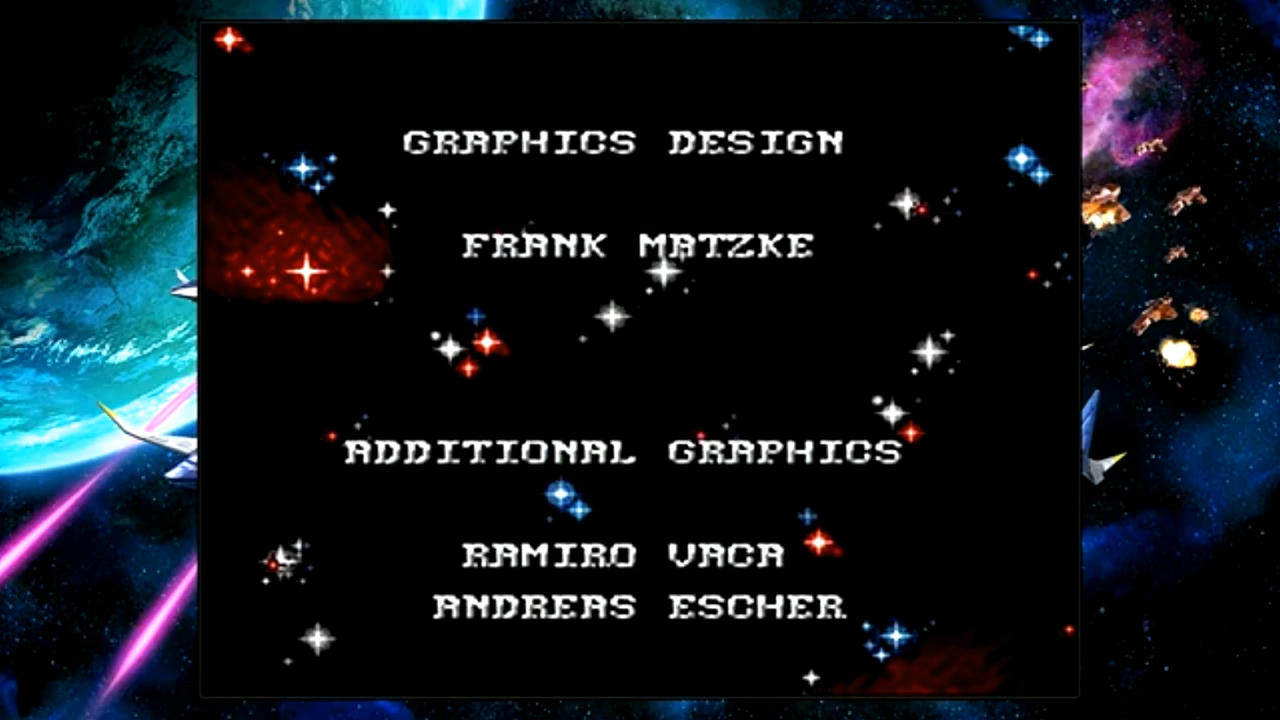 GRAPHICS DESIGN
FRANK MATZKE
ADDITIONAL GRAPHICS
RAMIRO VACA
ANDREAS ESCHER